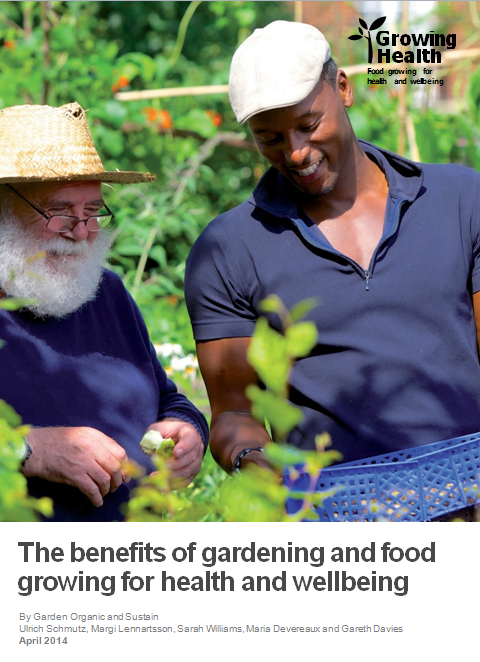 Growing
Health
Food growing for
health and wellbeing
The benefits of gardening and food
growing for health and wellbeing
By Garden Organic and Sustain
Ulrich Schmutz, Margi Lennartsson, Sarah Williams, Maria Devereaux and Gareth Davies
April 2014